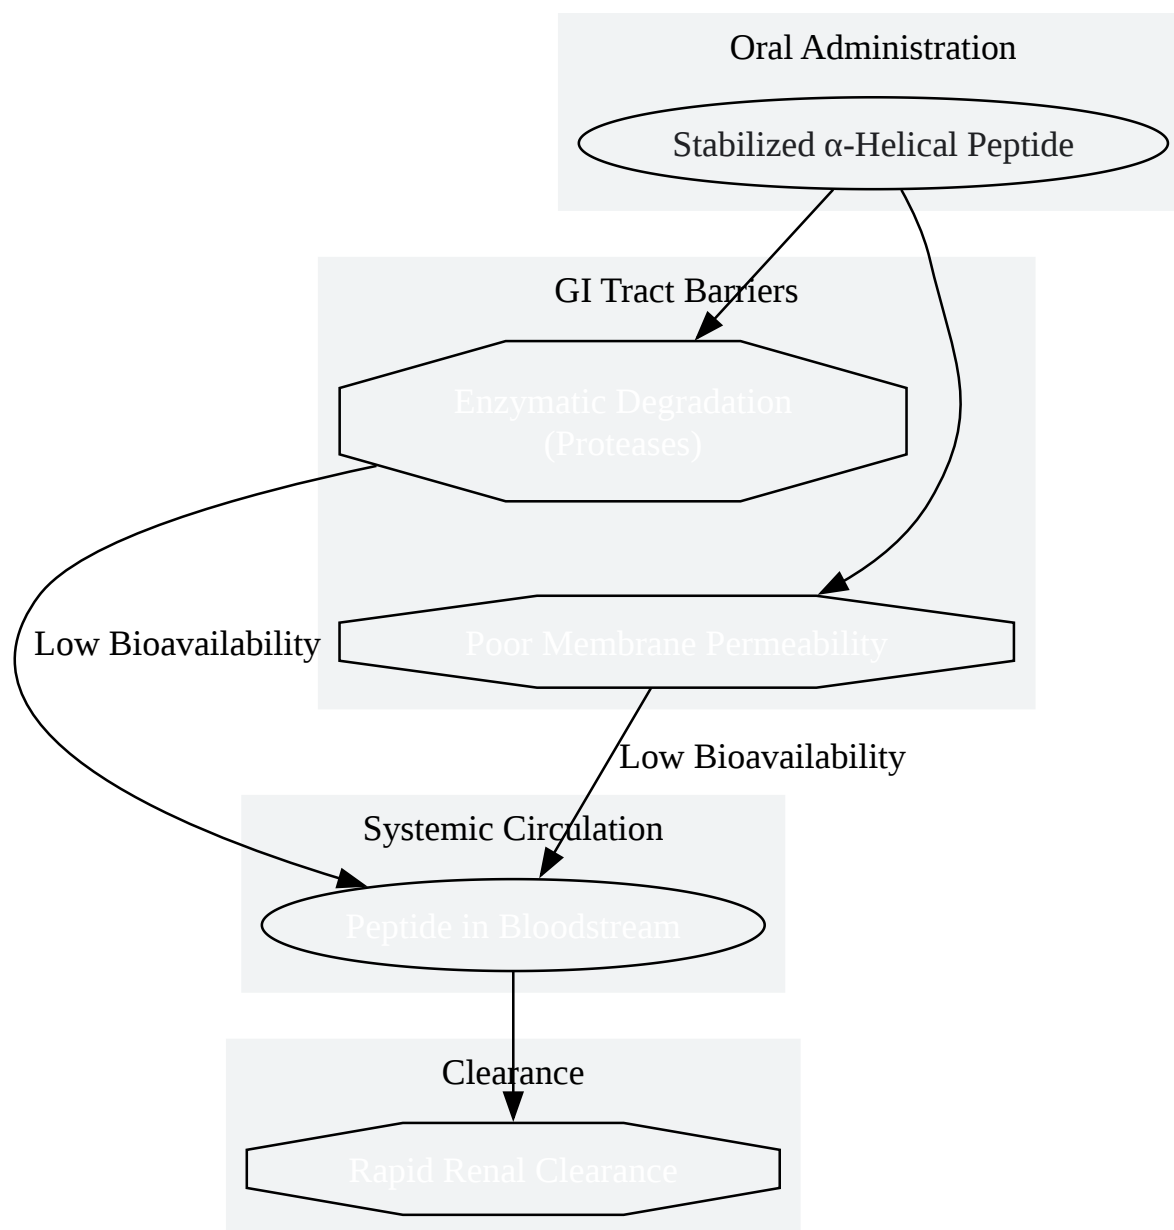 Oral Administration
Stabilized α-Helical Peptide
GI Tract Barriers
Enzymatic Degradation
(Proteases)
Low Bioavailability
Poor Membrane Permeability
Low Bioavailability
Systemic Circulation
Peptide in Bloodstream
Clearance
Rapid Renal Clearance